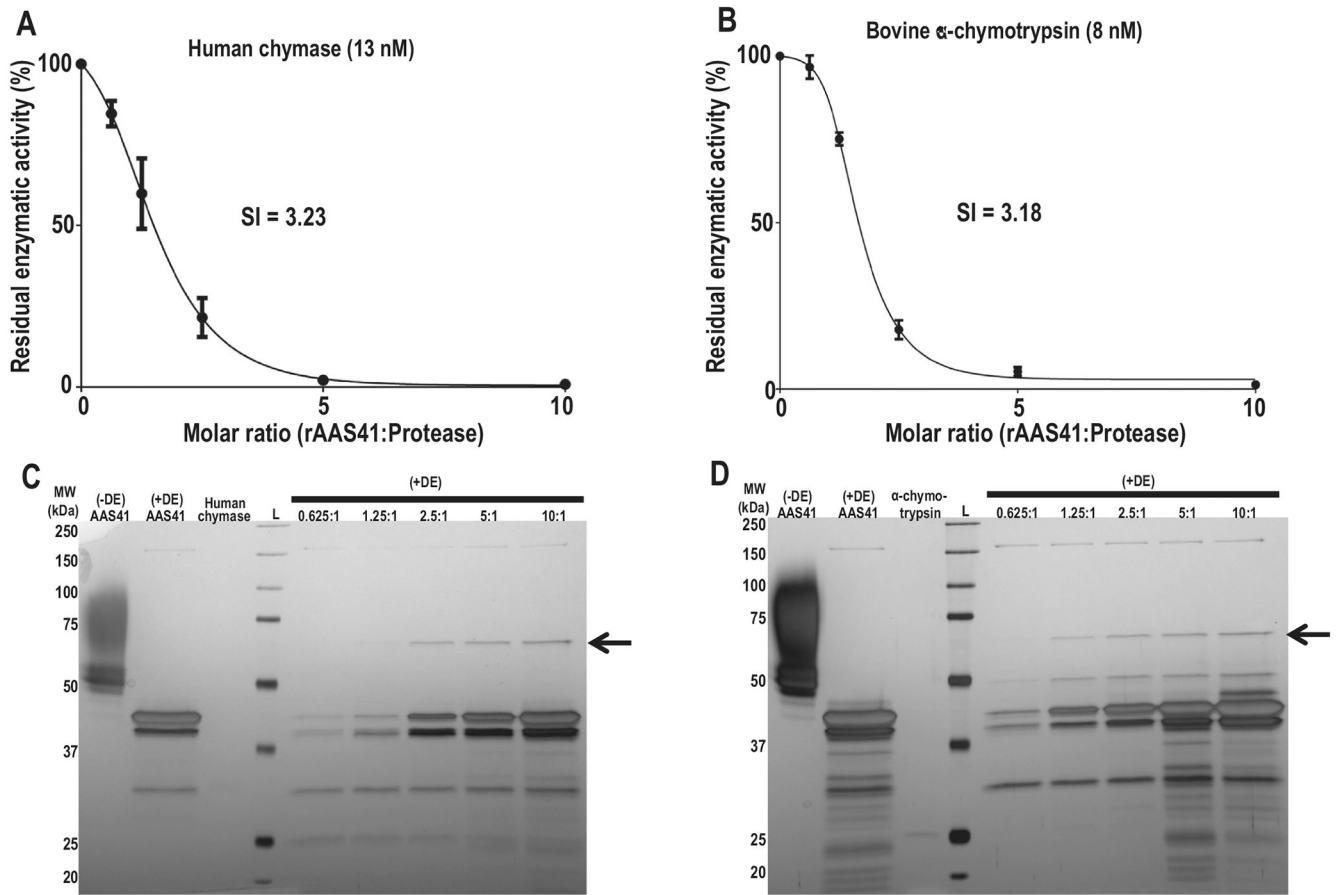 A
Human chymase (13 nM)
Residual enzymatic activity (%)
100
50
0
SI = 3.23
0 5 10
Molar ratio (rAAS41:Protease)
B
Bovine α-chymotrypsin (8 nM)
Residual enzymatic activity (%)
100
50
0
SI = 3.18
0 5 10
Molar ratio (rAAS41:Protease)
C
MW
(kDa)
(-DE)
AAS41
(+DE)
AAS41
Human
chymase
L
(+DE)
0.625:1 1.25:1 2.5:1 5:1 10:1
250
150
100
75
50
37
25
20
D
MW
(kDa)
(-DE)
AAS41
(+DE)
AAS41
α-chymo-
trypsin
L
(+DE)
0.625:1 1.25:1 2.5:1 5:1 10:1
250
150
100
75
50
37
25
20